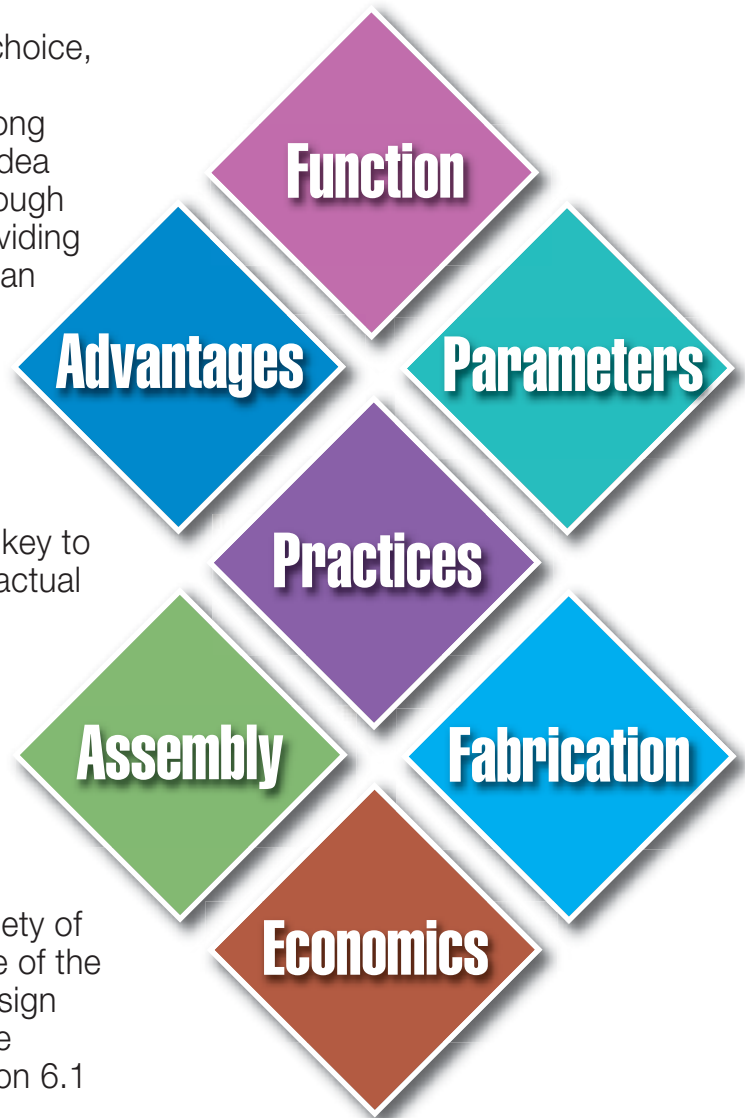 choice,
ong
dea
ough
viding
an
key to
actual
ety of
e of the
sign
e
on 6.1
Function
Advantages
Parameters
Practices
Assembly
Fabrication
Economics